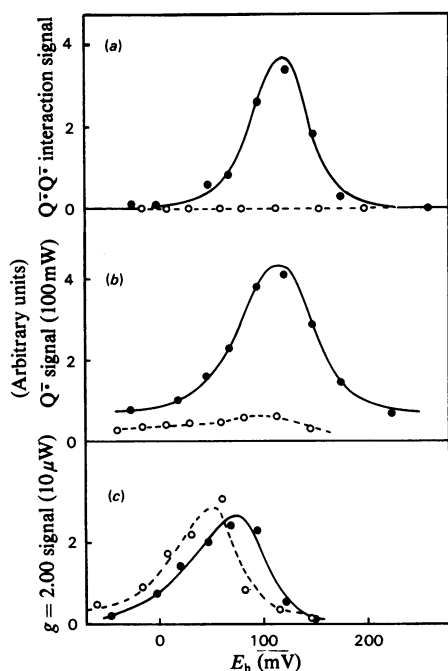 (a)
Q⨪·Q⨪· interaction signal
4
2
0
(b)
(Arbitrary units)
Q⨪· signal (100 mW)
4
2
0
(c)
g = 2.00 signal (10 μW)
2
0
0
100
200
E_h (mV)